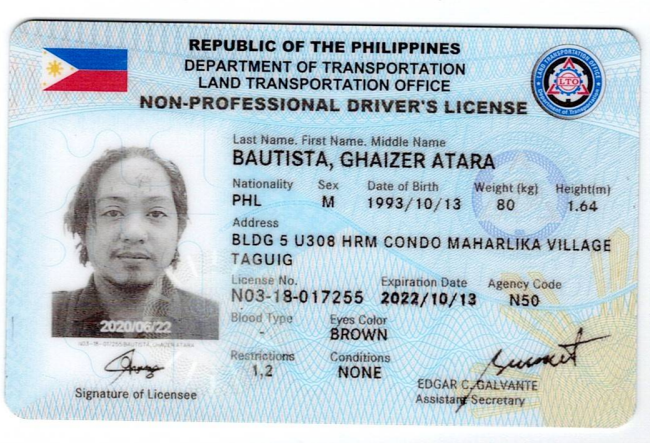 REPUBLIC OF THE PHILIPPINES
DEPARTMENT OF TRANSPORTATION
LAND TRANSPORTATION OFFICE
NON-PROFESSIONAL DRIVER'S LICENSE
LTO
Last Name. First Name. Middle Name
BAUTISTA, GHAIZER ATARA
Nationality Sex Date of Birth Weight (kg) Height(m)
PHL M 1993/10/13 80 1.64
Address
BLDG 5 U308 HRM CONDO MAHARLIKA VILLAGE
TAGUIG
License No. Expiration Date Agency Code
N03-18-017255 2022/10/13 N50
Blood Type Eyes Color
- BROWN
Restrictions Conditions
1,2 NONE
2020/06/22
Signature of Licensee
EDGAR C. GALVANTE
Assistant Secretary